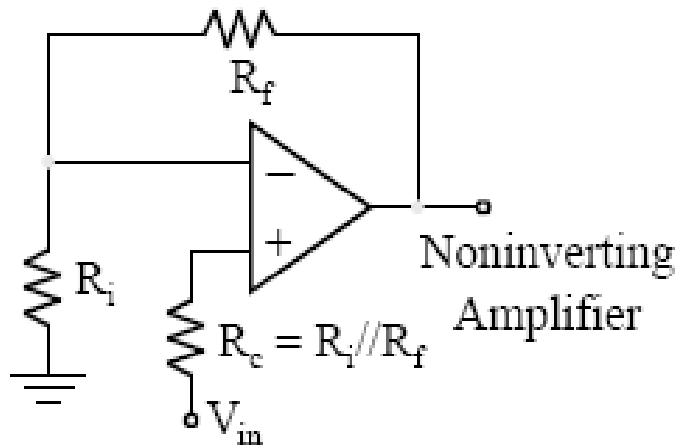 R_f
−
+
Noninverting
Amplifier
R_i
R_c = R_i//R_f
V_in